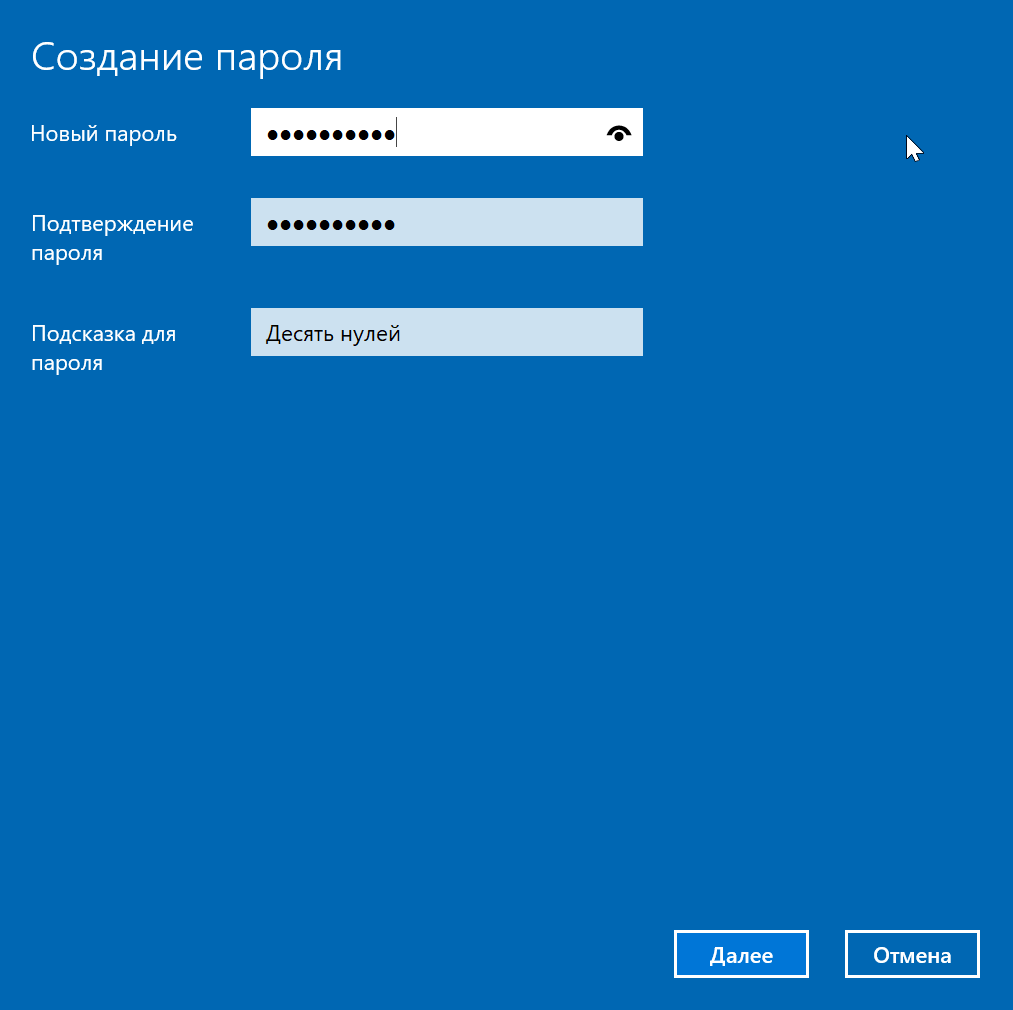 Создание пароля
Новый пароль
●●●●●●●●●●
Подтверждение
пароля
●●●●●●●●●●
Подсказка для
пароля
Десять нулей
Далее
Отмена